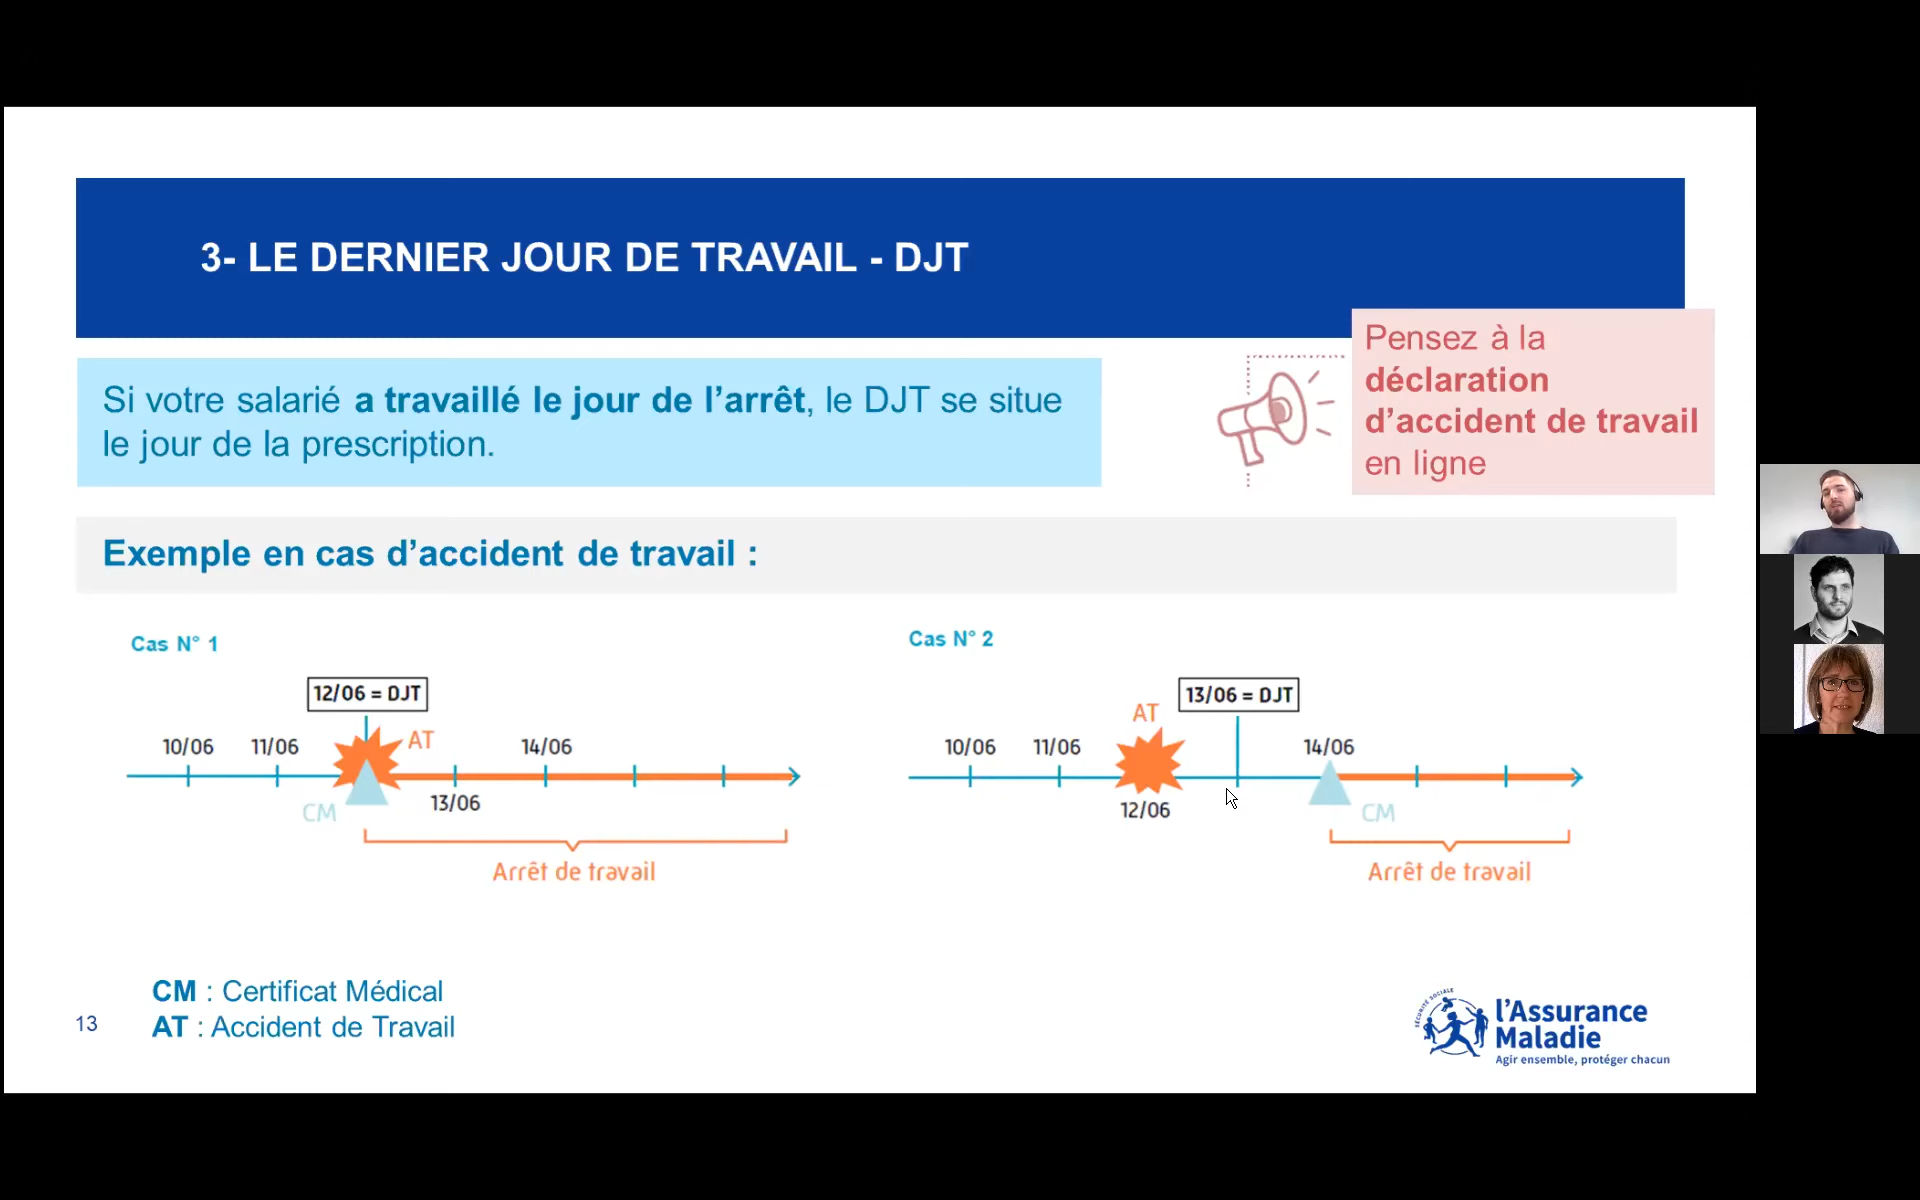 3- LE DERNIER JOUR DE TRAVAIL - DJT
Si votre salarié a travaillé le jour de l’arrêt, le DJT se situe
le jour de la prescription.
Pensez à la
déclaration
d’accident de travail
en ligne
Exemple en cas d’accident de travail :
Cas N° 1
12/06 = DJT
AT
10/06
11/06
14/06
13/06
CM
Arrêt de travail
Cas N° 2
AT
13/06 = DJT
10/06
11/06
14/06
12/06
CM
Arrêt de travail
CM : Certificat Médical
AT : Accident de Travail
13
SÉCURITÉ SOCIALE
l’Assurance
Maladie
Agir ensemble, protéger chacun